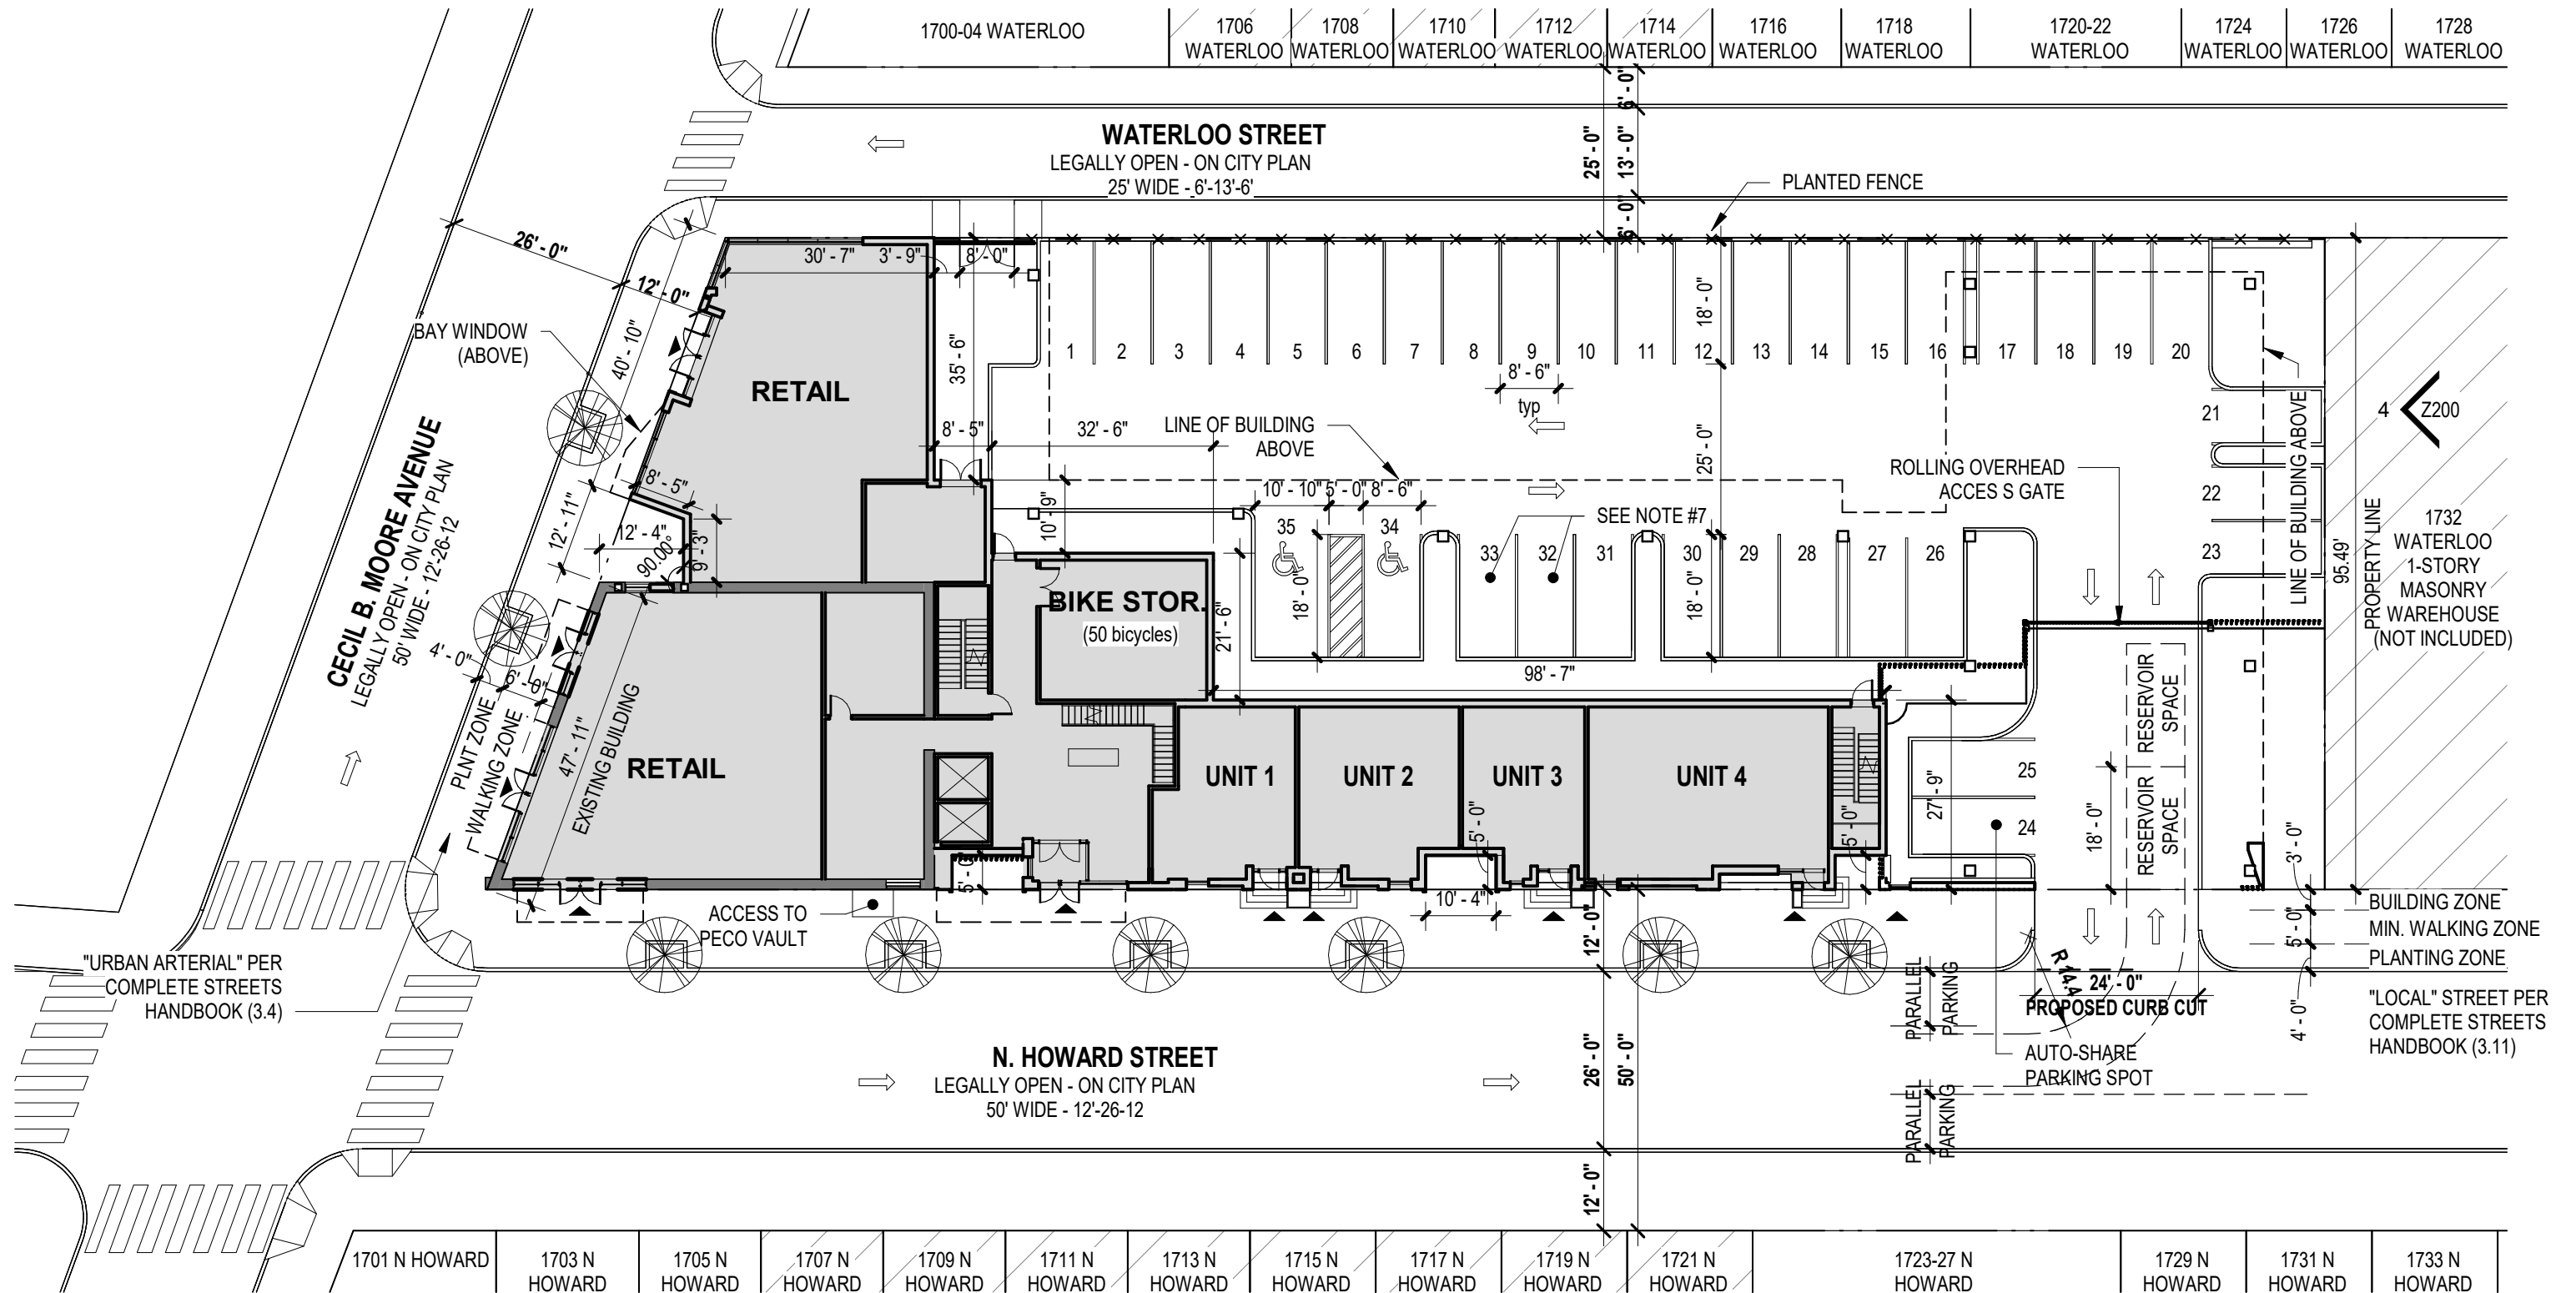 1700-04 WATERLOO
1706
WATERLOO
1708
WATERLOO
1710
WATERLOO
1712
WATERLOO
1714
WATERLOO
1716
WATERLOO
1718
WATERLOO
1720-22
WATERLOO
1724
WATERLOO
1726
WATERLOO
1728
WATERLOO
6' - 0"
25' - 0"
13' - 0"
6' - 0"
WATERLOO STREET
LEGALLY OPEN - ON CITY PLAN
25' WIDE - 6'-13'-6'
PLANTED FENCE
26' - 0"
12' - 0"
30' - 7"
3' - 9"
8' - 0"
BAY WINDOW
(ABOVE)
40' - 10"
35' - 6"
RETAIL
1
2
3
4
5
6
7
8
9
10
11
12
13
14
15
16
17
18
19
20
18' - 0"
8' - 6"
typ
21
22
23
LINE OF BUILDING ABOVE
4
Z200
8' - 5"
32' - 6"
LINE OF BUILDING
ABOVE
25' - 0"
ROLLING OVERHEAD
ACCES S GATE
CECIL B. MOORE AVENUE
LEGALLY OPEN - ON CITY PLAN
50' WIDE - 12'-26-12
8' - 5"
12' - 11"
12' - 4"
90.00°
9' - 3"
10' - 9"
10' - 10"
5' - 0"
8' - 6"
35
34
SEE NOTE #7
33
32
31
30
29
28
27
26
18' - 0"
18' - 0"
PROPERTY LINE
95.49'
1732
WATERLOO
1-STORY
MASONRY
WAREHOUSE
(NOT INCLUDED)
BIKE STOR.
(50 bicycles)
21' - 6"
98' - 7"
4' - 0"
6' - 0"
PLNT ZONE
WALKING ZONE
47' - 11"
EXISTING BUILDING
RETAIL
UNIT 1
UNIT 2
UNIT 3
UNIT 4
27' - 9"
25
24
18' - 0"
RESERVOIR
SPACE
RESERVOIR
SPACE
5' - 0"
5' - 0"
5' - 0"
10' - 4"
12' - 0"
ACCESS TO
PECO VAULT
3' - 0"
5' - 0"
4' - 0"
BUILDING ZONE
MIN. WALKING ZONE
PLANTING ZONE
"URBAN ARTERIAL" PER
COMPLETE STREETS
HANDBOOK (3.4)
PARALLEL
PARKING
R 14.4
24' - 0"
PROPOSED CURB CUT
"LOCAL" STREET PER
COMPLETE STREETS
HANDBOOK (3.11)
AUTO-SHARE
PARKING SPOT
N. HOWARD STREET
LEGALLY OPEN - ON CITY PLAN
50' WIDE - 12'-26-12
26' - 0"
50' - 0"
PARALLEL
PARKING
12' - 0"
1701 N HOWARD
1703 N
HOWARD
1705 N
HOWARD
1707 N
HOWARD
1709 N
HOWARD
1711 N
HOWARD
1713 N
HOWARD
1715 N
HOWARD
1717 N
HOWARD
1719 N
HOWARD
1721 N
HOWARD
1723-27 N
HOWARD
1729 N
HOWARD
1731 N
HOWARD
1733 N
HOWARD